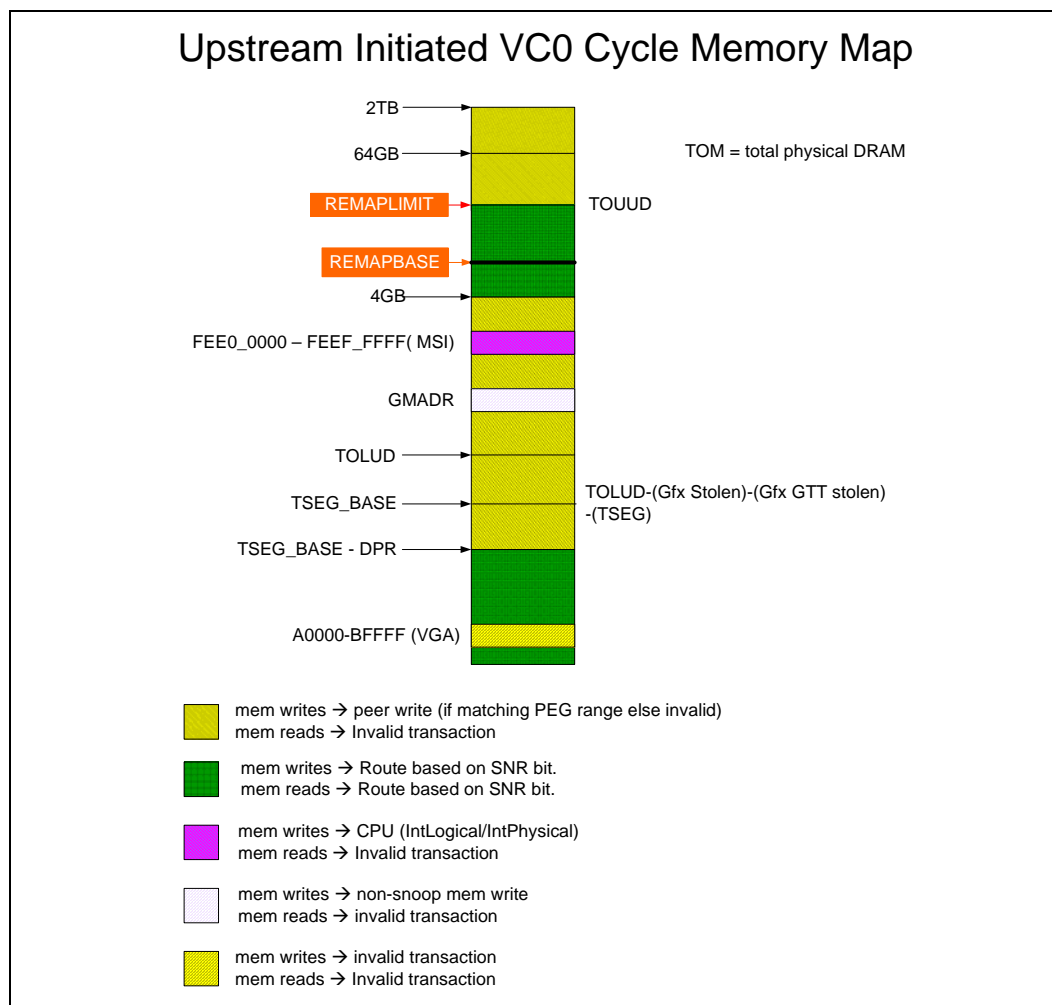 Upstream Initiated VC0 Cycle Memory Map
2TB
64GB
TOM = total physical DRAM
REMAPLIMIT
TOUUD
REMAPBASE
4GB
FEE0_0000 – FEEF_FFFF( MSI)
GMADR
TOLUD
TSEG_BASE
TOLUD-(Gfx Stolen)-(Gfx GTT stolen)
-(TSEG)
TSEG_BASE - DPR
A0000-BFFFF (VGA)
mem writes → peer write (if matching PEG range else invalid)
mem reads → Invalid transaction
mem writes → Route based on SNR bit.
mem reads → Route based on SNR bit.
mem writes → CPU (IntLogical/IntPhysical)
mem reads → Invalid transaction
mem writes → non-snoop mem write
mem reads → invalid transaction
mem writes → invalid transaction
mem reads → Invalid transaction